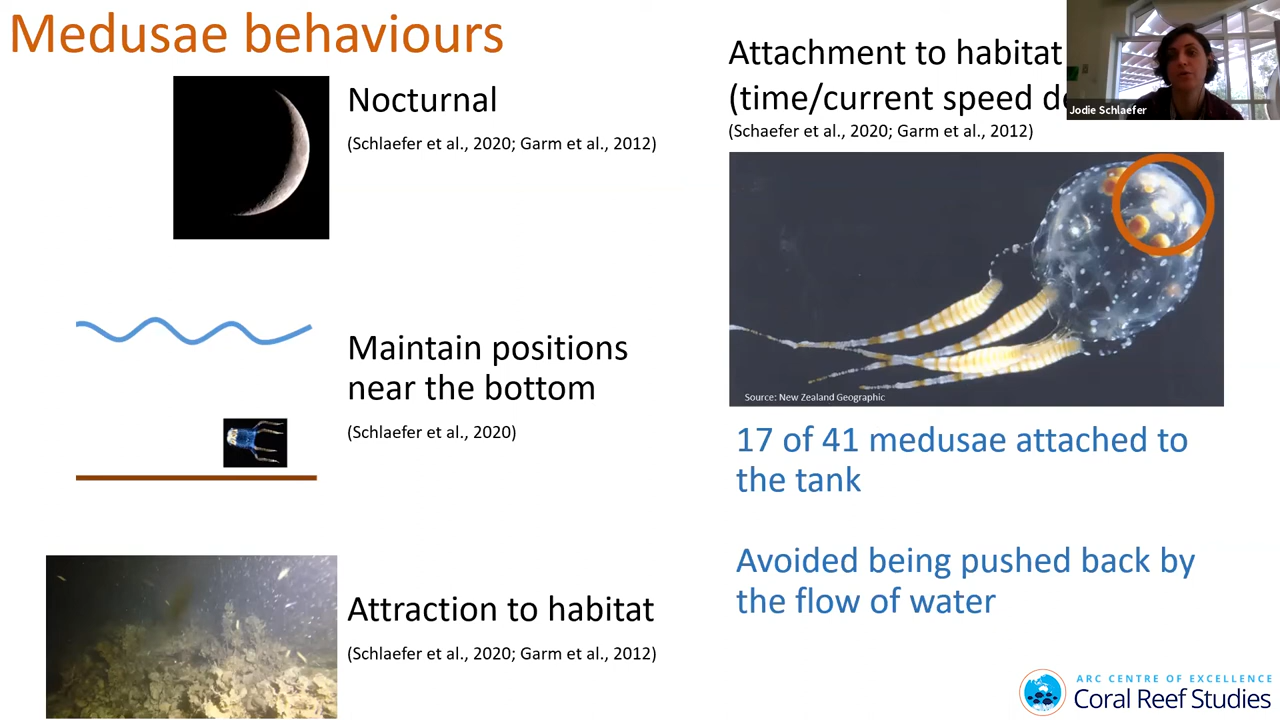 Medusae behaviours
Nocturnal
(Schlaefer et al., 2020; Garm et al., 2012)
Maintain positions
near the bottom
(Schlaefer et al., 2020)
Attraction to habitat
(Schlaefer et al., 2020; Garm et al., 2012)
Attachment to habitat
(time/current speed de
(Schaefer et al., 2020; Garm et al., 2012)
Jodie Schlaefer
Source: New Zealand Geographic
17 of 41 medusae attached to
the tank
Avoided being pushed back by
the flow of water
ARC CENTRE OF EXCELLENCE
Coral Reef Studies